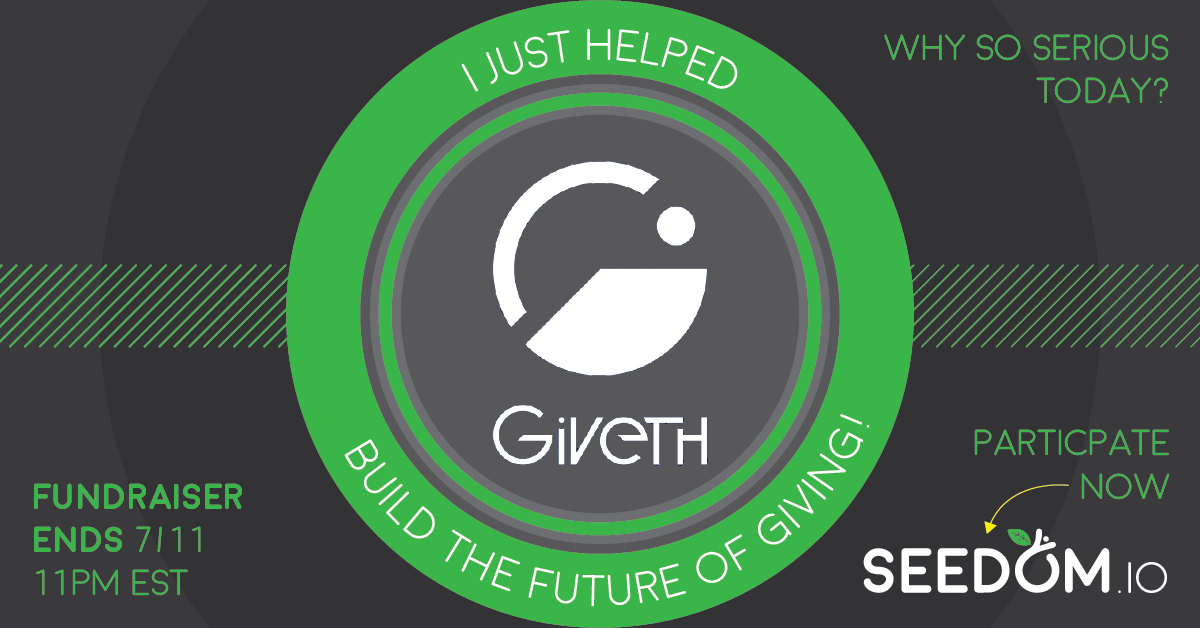 I JUST HELPED
WHY SO SERIOUS
TODAY?
GIVETH
BUILD THE FUTURE OF GIVING!
FUNDRAISER
ENDS 7/11
11PM EST
PARTICPATE
NOW
SEEDOM.IO